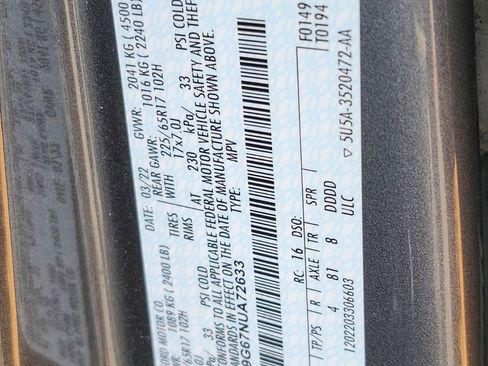 ORD MOTOR CO.
DATE: 03/22 GVWR: 2041 KG ( 4500
1089 KG ( 2400 LB) REAR GAWR: 1016 KG ( 2240 LB)
65R17 102H TIRES WITH 225/65R17 102H
RIMS 17x7.0J
33 PSI COLD AT 230 kPa/ 33 PSI COLD
CONFORMS TO ALL APPLICABLE FEDERAL MOTOR VEHICLE SAFETY AND THEF
STANDARDS IN EFFECT ON THE DATE OF MANUFACTURE SHOWN ABOVE.
9G67NUA72633 TYPE: MPV
F0149
T0194
RC: 16 DSO:
TP/PS R AXLE TR SPR
4 81 8 DDDD
1202203306603 ULC 5U5A-3520472-AA